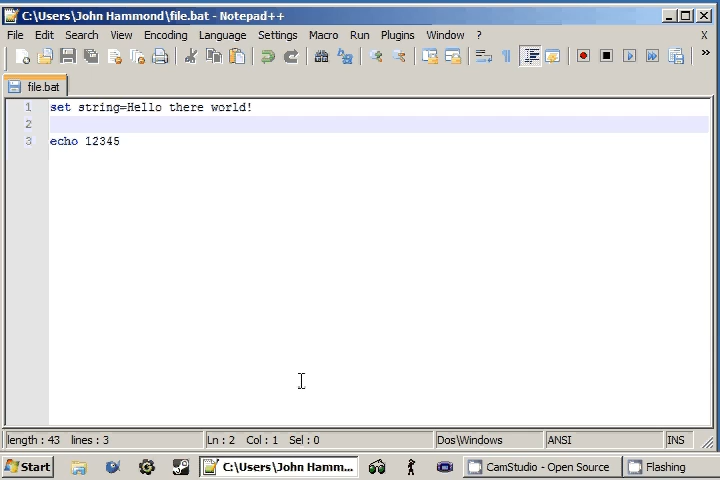 C:\Users\John Hammond\file.bat - Notepad++
File Edit Search View Encoding Language Settings Macro Run Plugins Window ? X
file.bat
1 set string=Hello there world!
2
3 echo 12345
length : 43 lines : 3 Ln : 2 Col : 1 Sel : 0 Dos\Windows ANSI INS
Start C:\Users\John Hamm... CamStudio - Open Source Flashing